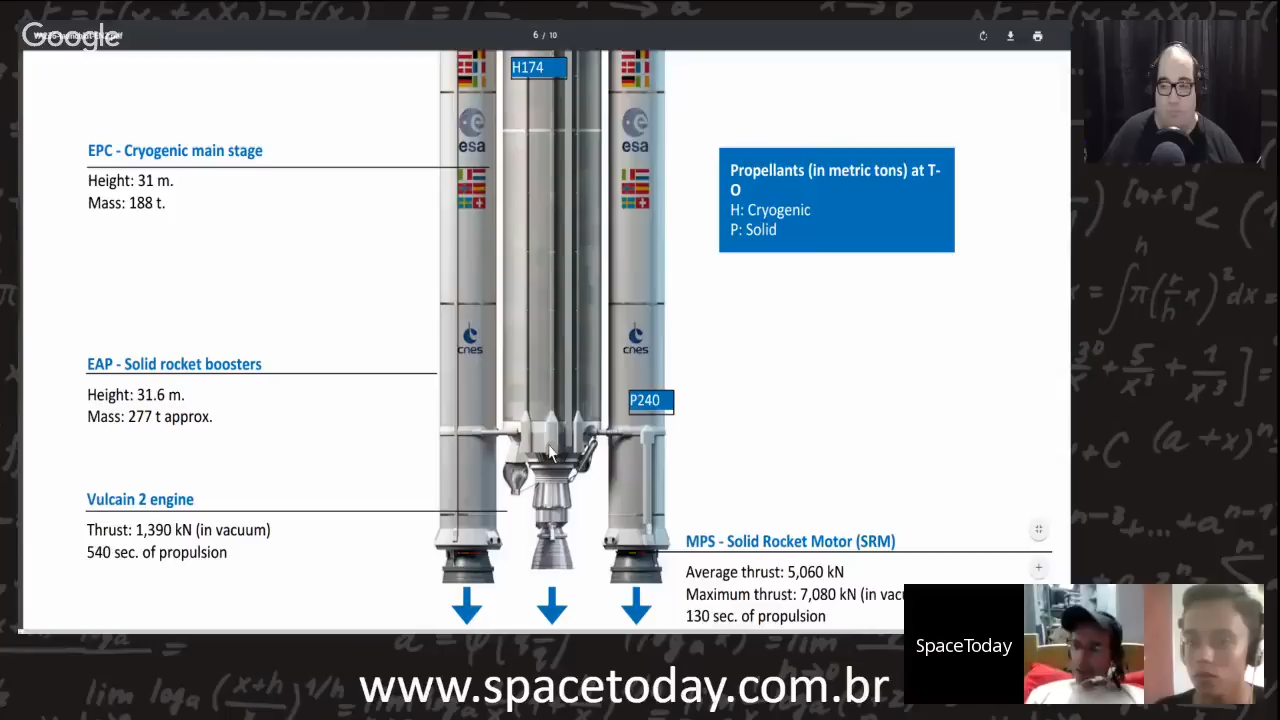 Google
6 / 10
H174
esa
esa
EPC - Cryogenic main stage
Height: 31 m.
Mass: 188 t.
Propellants (in metric tons) at T-
O
H: Cryogenic
P: Solid
cnes
cnes
EAP - Solid rocket boosters
Height: 31.6 m.
Mass: 277 t approx.
P240
Vulcain 2 engine
Thrust: 1,390 kN (in vacuum)
540 sec. of propulsion
MPS - Solid Rocket Motor (SRM)
Average thrust: 5,060 kN
Maximum thrust: 7,080 kN (in vacu
130 sec. of propulsion
SpaceToday
www.spacetoday.com.br